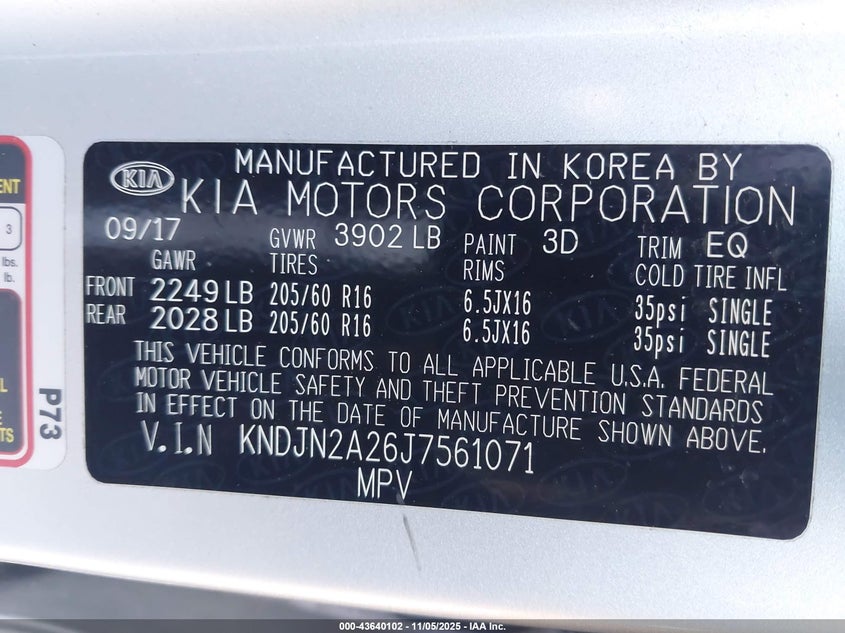 KIA
MANUFACTURED IN KOREA BY
KIA MOTORS CORPORATION
09/17 GVWR 3902 LB PAINT 3D TRIM EQ
GAWR TIRES RIMS COLD TIRE INFL
FRONT 2249 LB 205/60 R16 6.5JX16 35psi SINGLE
REAR 2028 LB 205/60 R16 6.5JX16 35psi SINGLE
THIS VEHICLE CONFORMS TO ALL APPLICABLE U.S.A. FEDERAL
MOTOR VEHICLE SAFETY AND THEFT PREVENTION STANDARDS
IN EFFECT ON THE DATE OF MANUFACTURE SHOWN ABOVE.
V.I.N KNDJN2A26J7561071
MPV
3
lbs.
lb.
P73
000-43640102 - 11/05/2025 - IAA Inc.